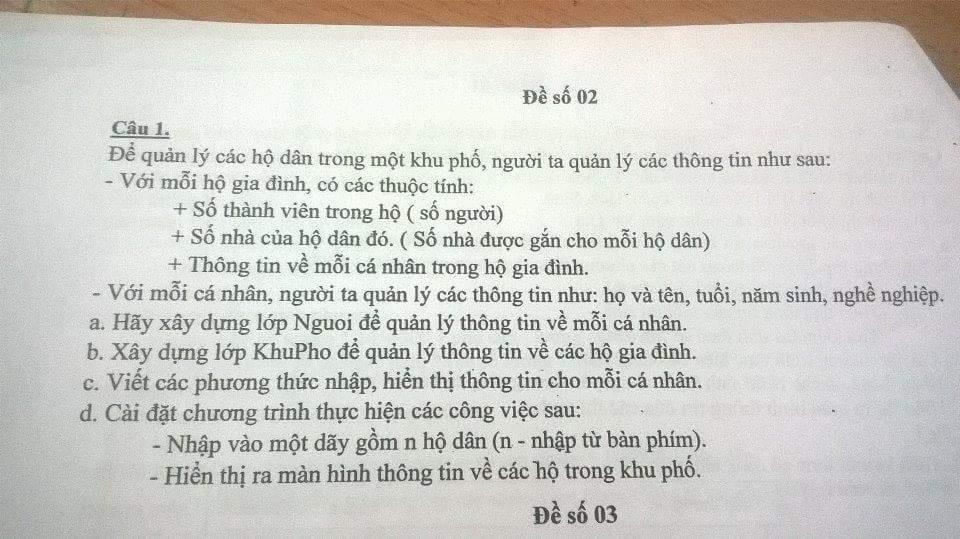 Đề số 02
Câu 1.
Để quản lý các hộ dân trong một khu phố, người ta quản lý các thông tin như sau:
- Với mỗi hộ gia đình, có các thuộc tính:
+ Số thành viên trong hộ ( số người)
+ Số nhà của hộ dân đó. ( Số nhà được gắn cho mỗi hộ dân)
+ Thông tin về mỗi cá nhân trong hộ gia đình.
- Với mỗi cá nhân, người ta quản lý các thông tin như: họ và tên, tuổi, năm sinh, nghề nghiệp.
a. Hãy xây dựng lớp Nguoi để quản lý thông tin về mỗi cá nhân.
b. Xây dựng lớp KhuPho để quản lý thông tin về các hộ gia đình.
c. Viết các phương thức nhập, hiển thị thông tin cho mỗi cá nhân.
d. Cài đặt chương trình thực hiện các công việc sau:
- Nhập vào một dãy gồm n hộ dân (n - nhập từ bàn phím).
- Hiển thị ra màn hình thông tin về các hộ trong khu phố.
Đề số 03